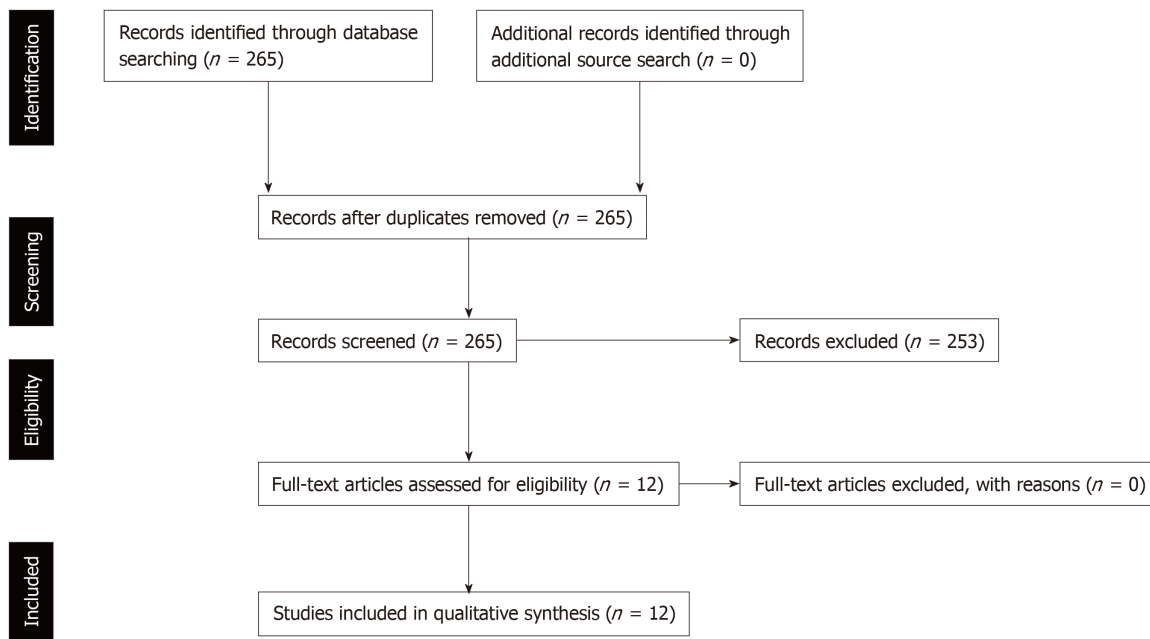 Identification
Records identified through database
searching (n = 265)
Additional records identified through
additional source search (n = 0)
Records after duplicates removed (n = 265)
Screening
Records screened (n = 265)
Records excluded (n = 253)
Eligibility
Full-text articles assessed for eligibility (n = 12)
Full-text articles excluded, with reasons (n = 0)
Included
Studies included in qualitative synthesis (n = 12)